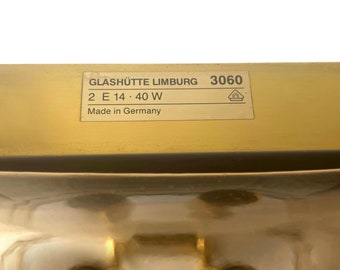 GLASHÜTTE LIMBURG 3060
2 E 14 · 40 W
Made in Germany